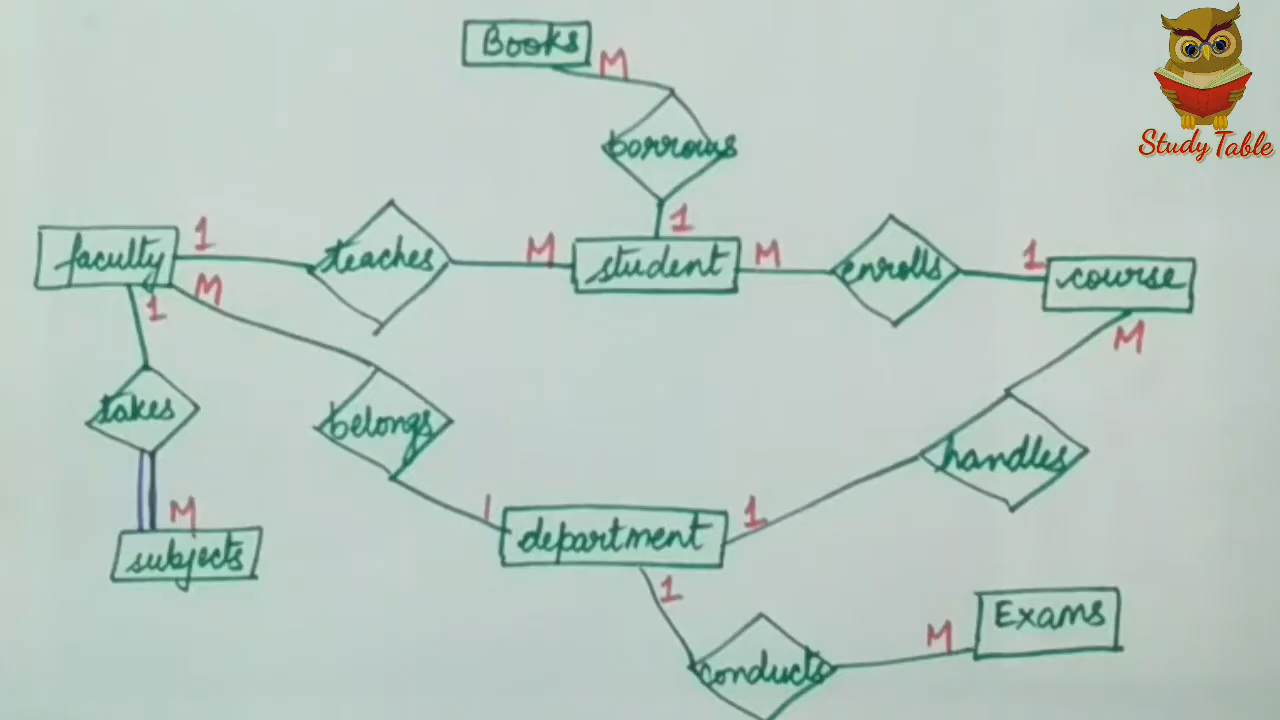 Books
M
borrows
Study Table
1
faculty
1
teaches
M
student
M
enrolls
1
course
M
1
M
takes
belongs
handles
M
subjects
1
department
1
1
conducts
M
Exams